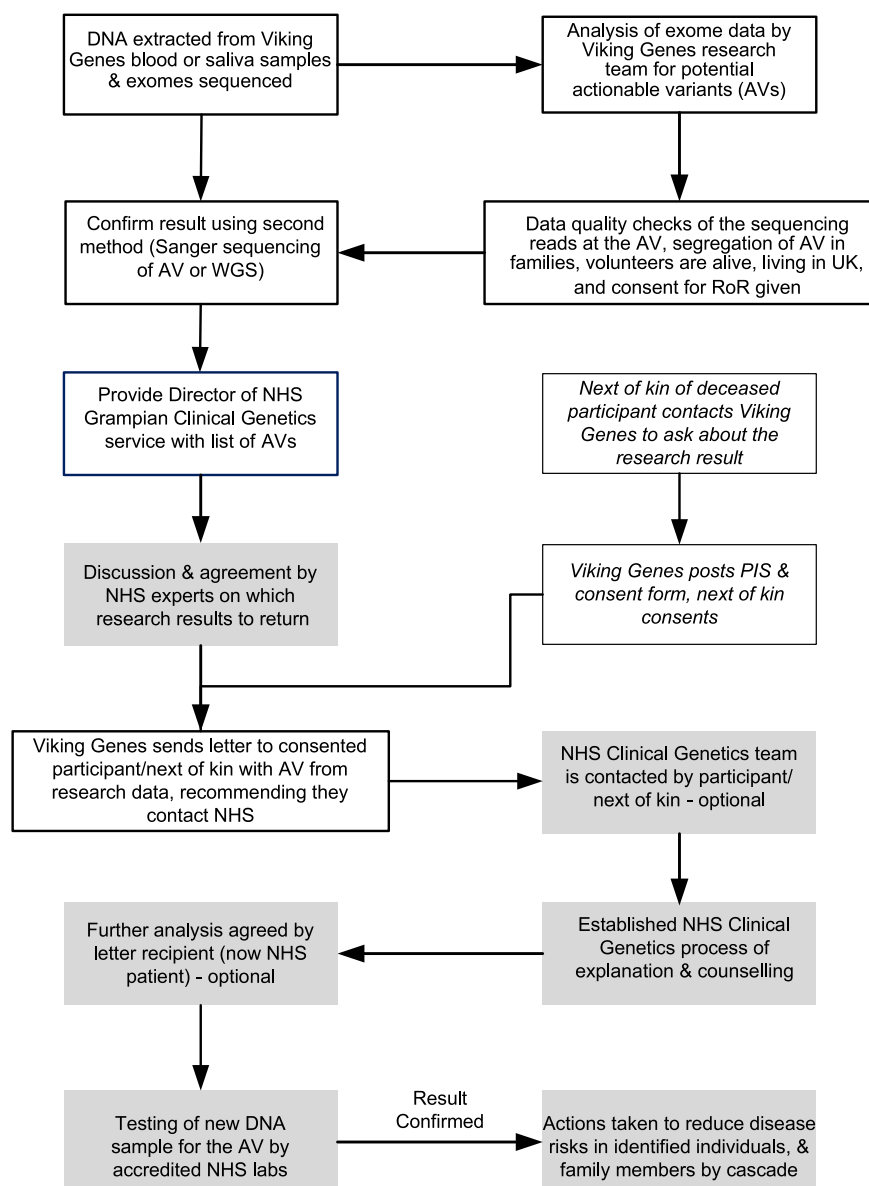 DNA extracted from Viking
Genes blood or saliva samples
& exomes sequenced
Analysis of exome data by
Viking Genes research
team for potential
actionable variants (AVs)
Confirm result using second
method (Sanger sequencing
of AV or WGS)
Data quality checks of the sequencing
reads at the AV, segregation of AV in
families, volunteers are alive, living in UK,
and consent for RoR given
Provide Director of NHS
Grampian Clinical Genetics
service with list of AVs
Next of kin of deceased
participant contacts Viking
Genes to ask about the
research result
Discussion & agreement by
NHS experts on which
research results to return
Viking Genes posts PIS &
consent form, next of kin
consents
Viking Genes sends letter to consented
participant/next of kin with AV from
research data, recommending they
contact NHS
NHS Clinical Genetics team
is contacted by participant/
next of kin - optional
Further analysis agreed by
letter recipient (now NHS
patient) - optional
Established NHS Clinical
Genetics process of
explanation & counselling
Testing of new DNA
sample for the AV by
accredited NHS labs
Result
Confirmed
Actions taken to reduce disease
risks in identified individuals, &
family members by cascade